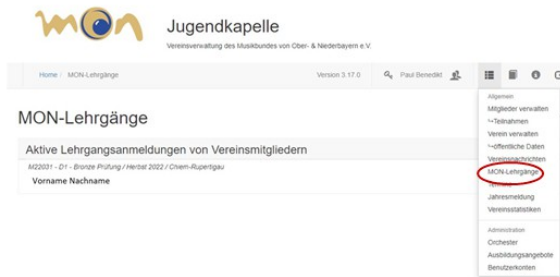 mon
Jugendkapelle
Vereinsverwaltung des Musikbundes von Ober- & Niederbayern e.V.
Home / MON-Lehrgänge
Version 3.17.0
Paul Benedikt
MON-Lehrgänge
Aktive Lehrgangsanmeldungen von Vereinsmitgliedern
M22031 - D1 - Bronze Prüfung / Herbst 2022 / Chiem-Rupertigau
Vorname Nachname
Allgemein
Mitglieder verwalten
Teilnahmen
Verein verwalten
öffentliche Daten
Vereinsnachrichten
MON-Lehrgänge
Jahresmeldung
Vereinsstatistiken
Administration
Orchester
Ausbildungsangebote
Benutzerkonten